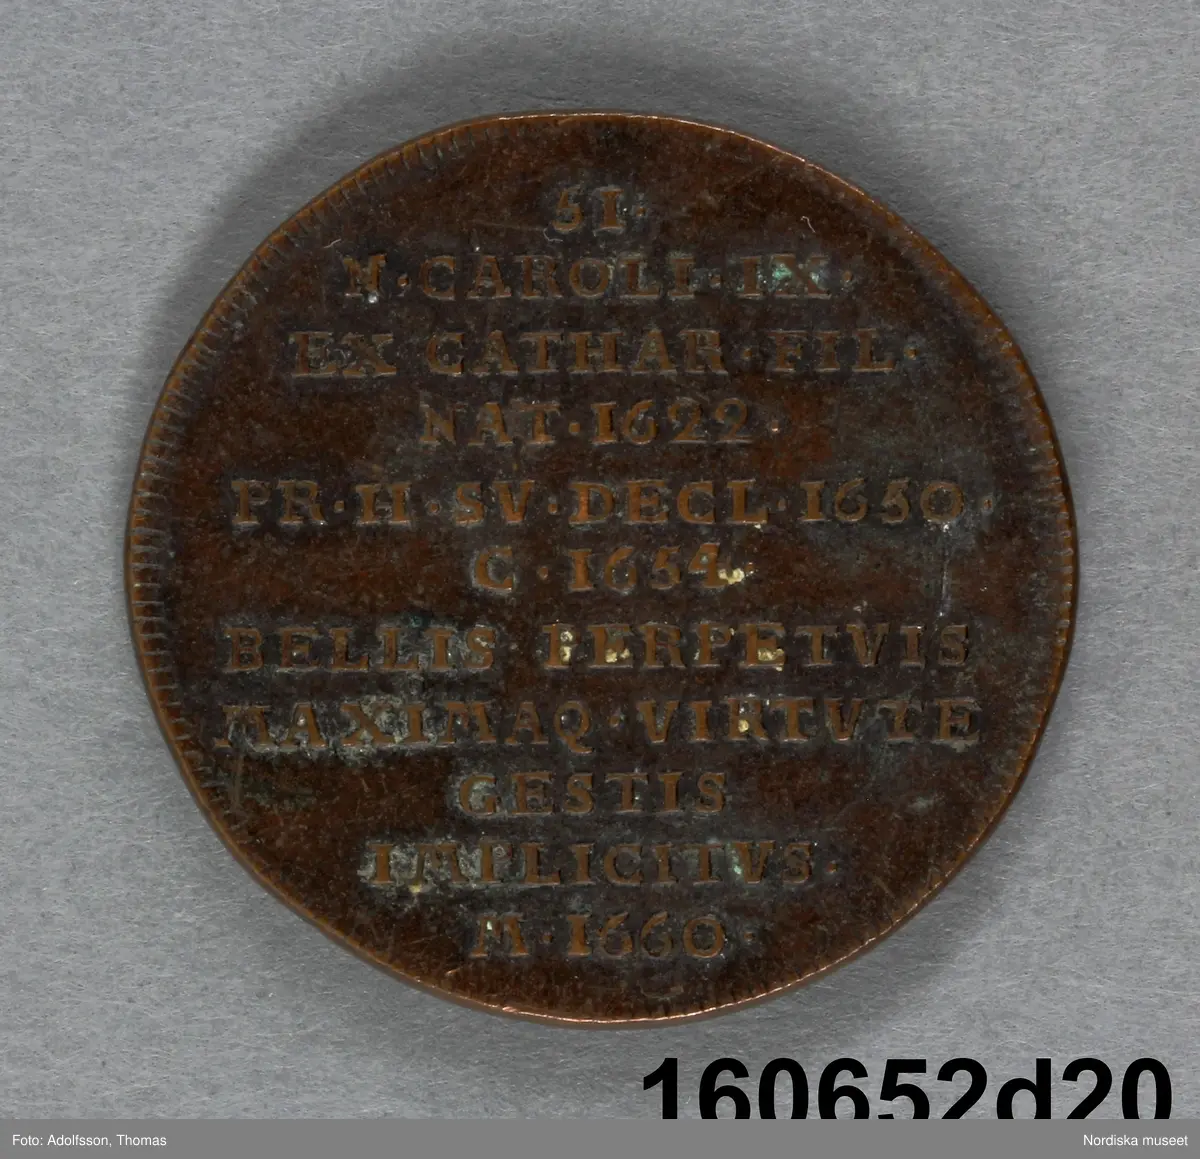 51·
N·CAROLI·IX·
EX CATHAR·FIL·
NAT·1622·
PR·H·SV·DECL·1650·
C·1654·
BELLIS PERPETVIS
MAXIMAQ·VIRTVTE
GESTIS
IMPLICITVS·
M·1660·
160652d20
Foto: Adolfsson, Thomas
Nordiska museet